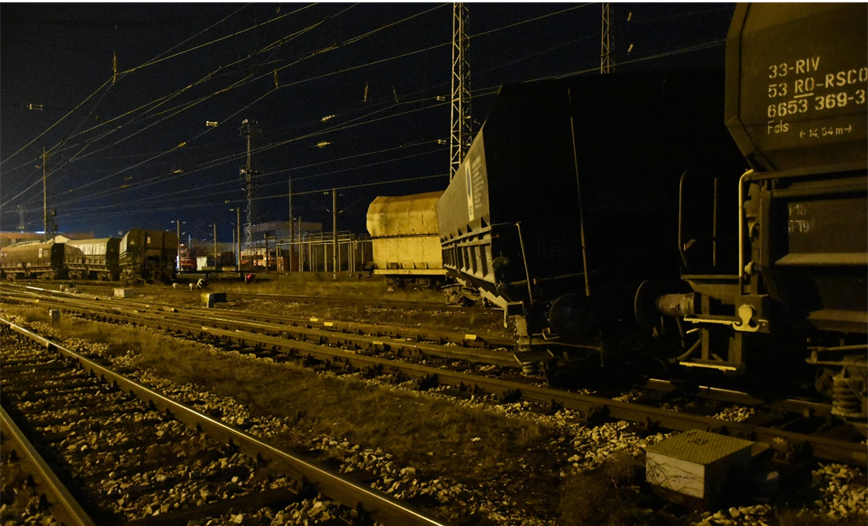 33-RIV
53 RO-RSCO
6653 369-3
Fals ←14,54 m→